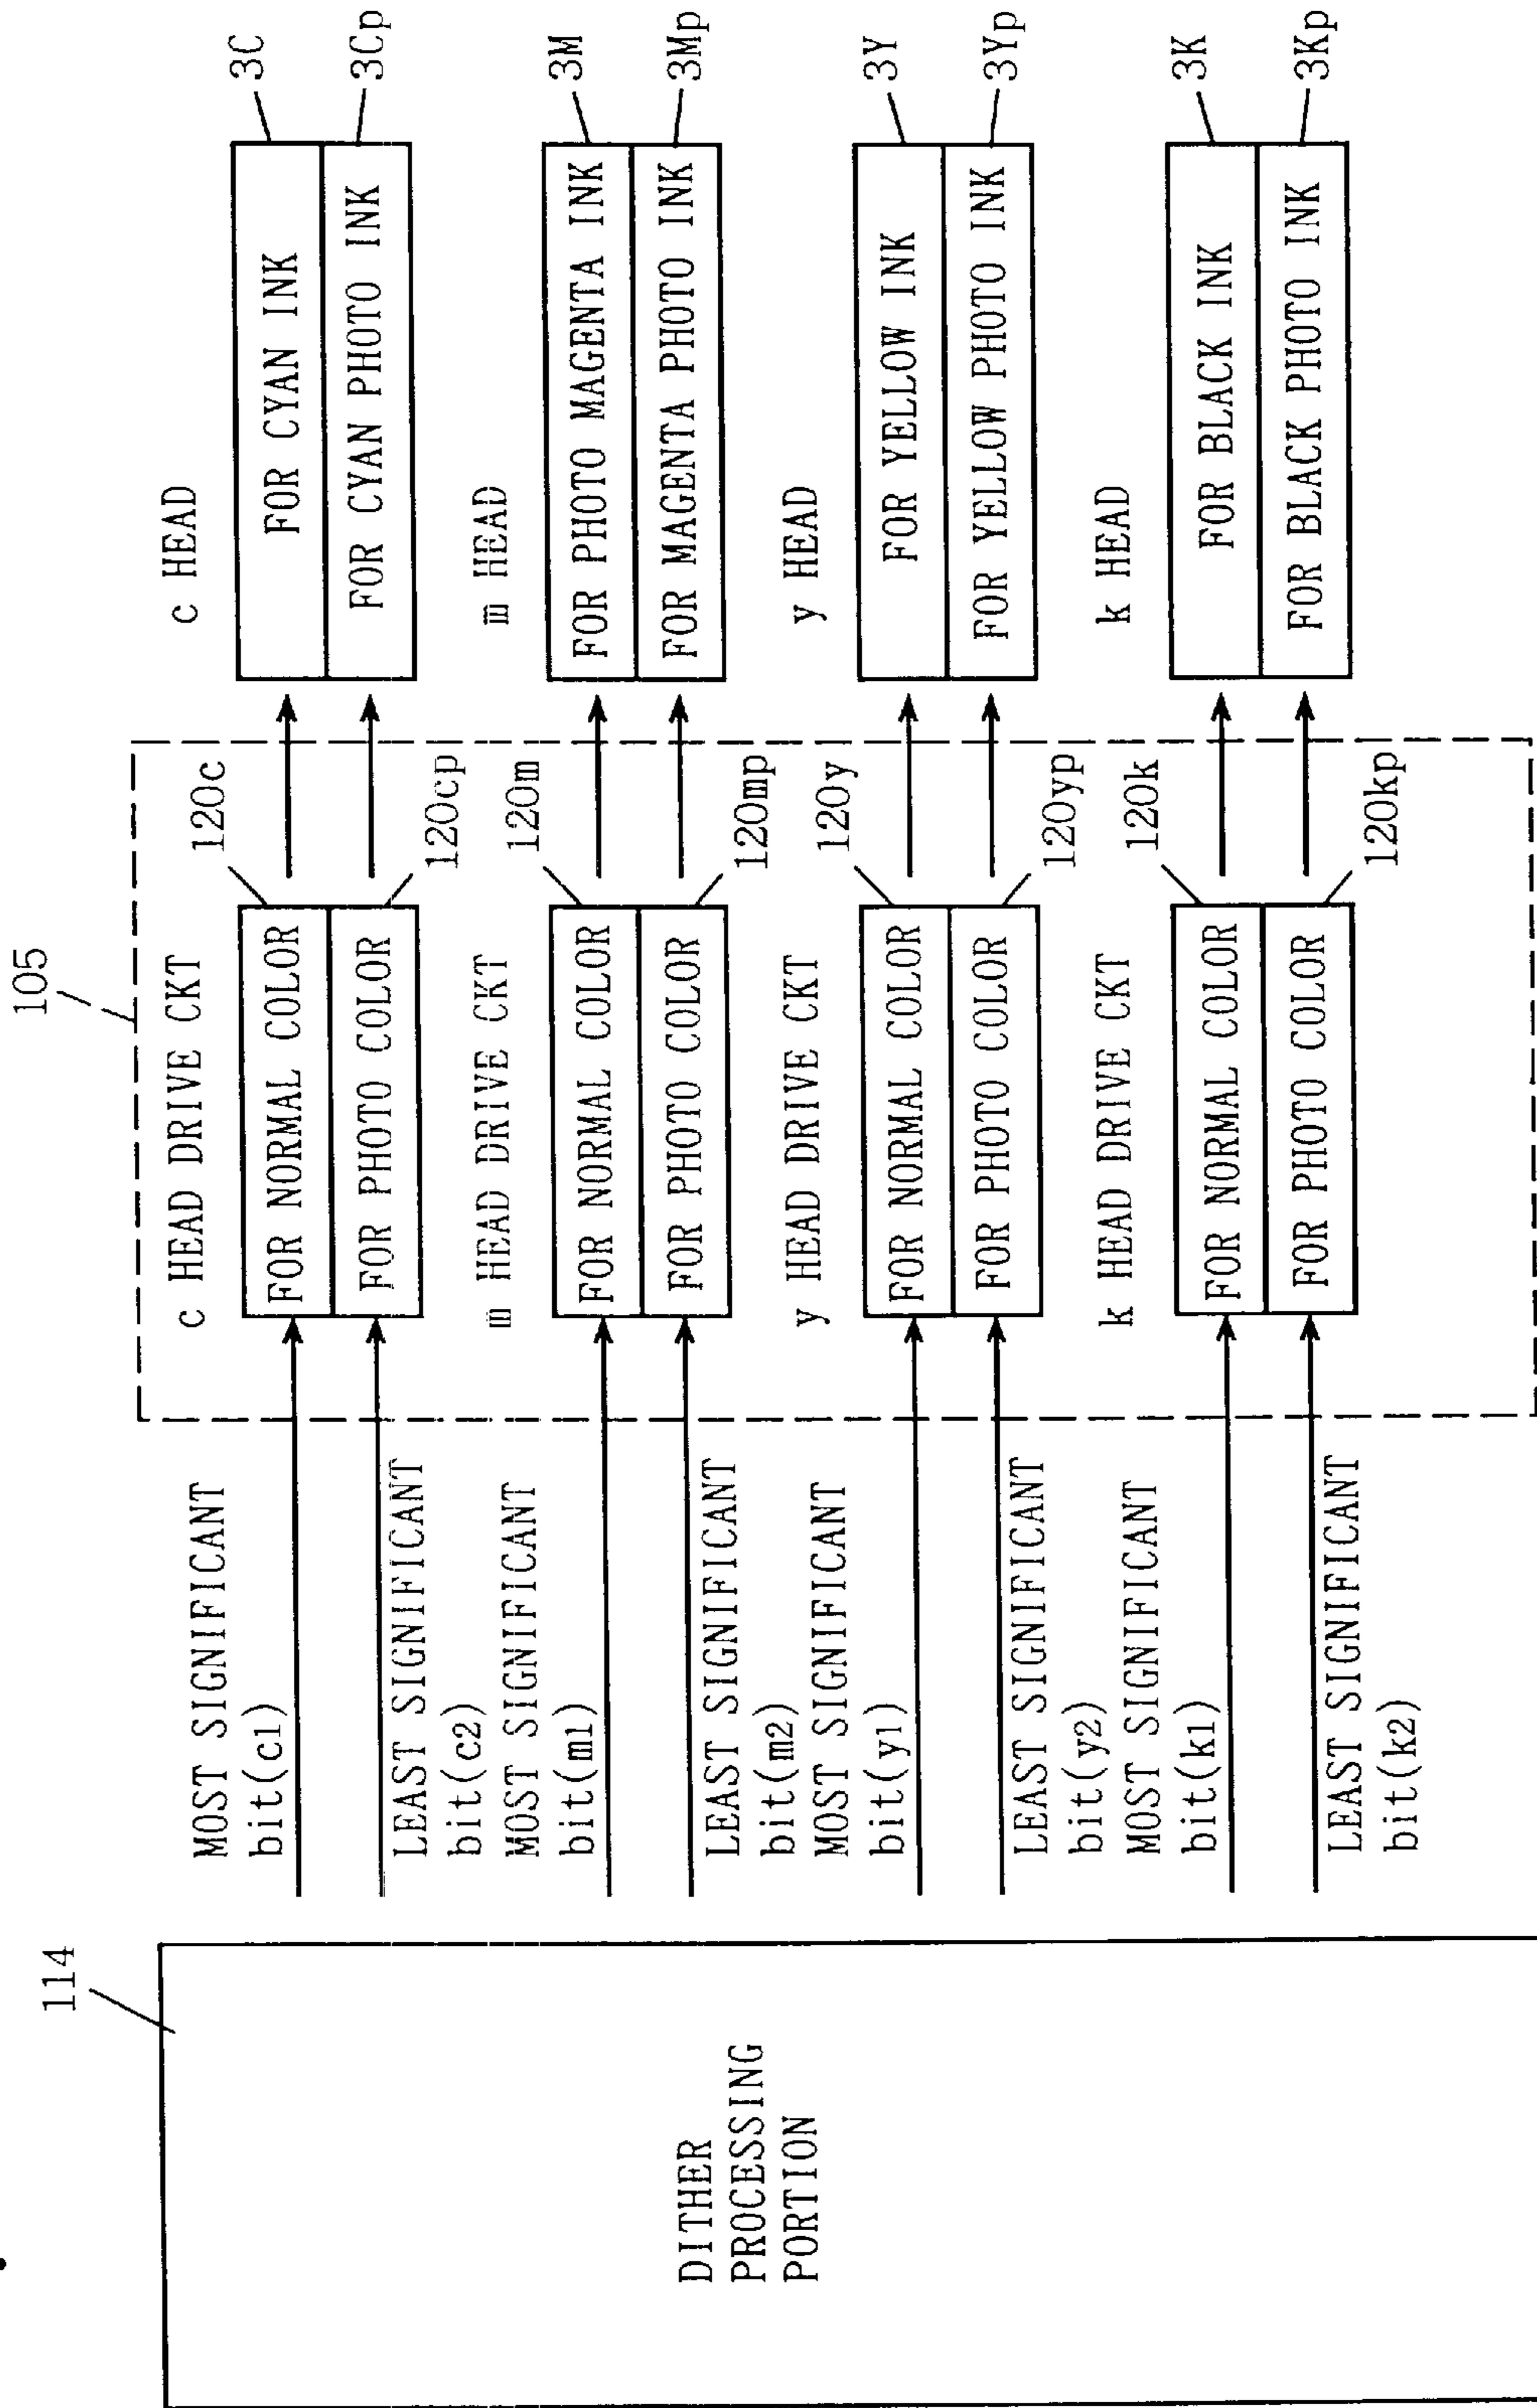 105
114
DITHER
PROCESSING
PORTION
MOST SIGNIFICANT
bit(c1)
LEAST SIGNIFICANT
bit(c2)
MOST SIGNIFICANT
bit(m1)
LEAST SIGNIFICANT
bit(m2)
MOST SIGNIFICANT
bit(y1)
LEAST SIGNIFICANT
bit(y2)
MOST SIGNIFICANT
bit(k1)
LEAST SIGNIFICANT
bit(k2)
c HEAD DRIVE CKT
120c
FOR NORMAL COLOR
FOR PHOTO COLOR
120cp
m HEAD DRIVE CKT
120m
FOR NORMAL COLOR
FOR PHOTO COLOR
120mp
y HEAD DRIVE CKT
120y
FOR NORMAL COLOR
FOR PHOTO COLOR
120yp
k HEAD DRIVE CKT
120k
FOR NORMAL COLOR
FOR PHOTO COLOR
120kp
c HEAD
3C
FOR CYAN INK
FOR CYAN PHOTO INK
3Cp
m HEAD
3M
FOR PHOTO MAGENTA INK
FOR MAGENTA PHOTO INK
3Mp
y HEAD
3Y
FOR YELLOW INK
FOR YELLOW PHOTO INK
3Yp
k HEAD
3K
FOR BLACK INK
FOR BLACK PHOTO INK
3Kp